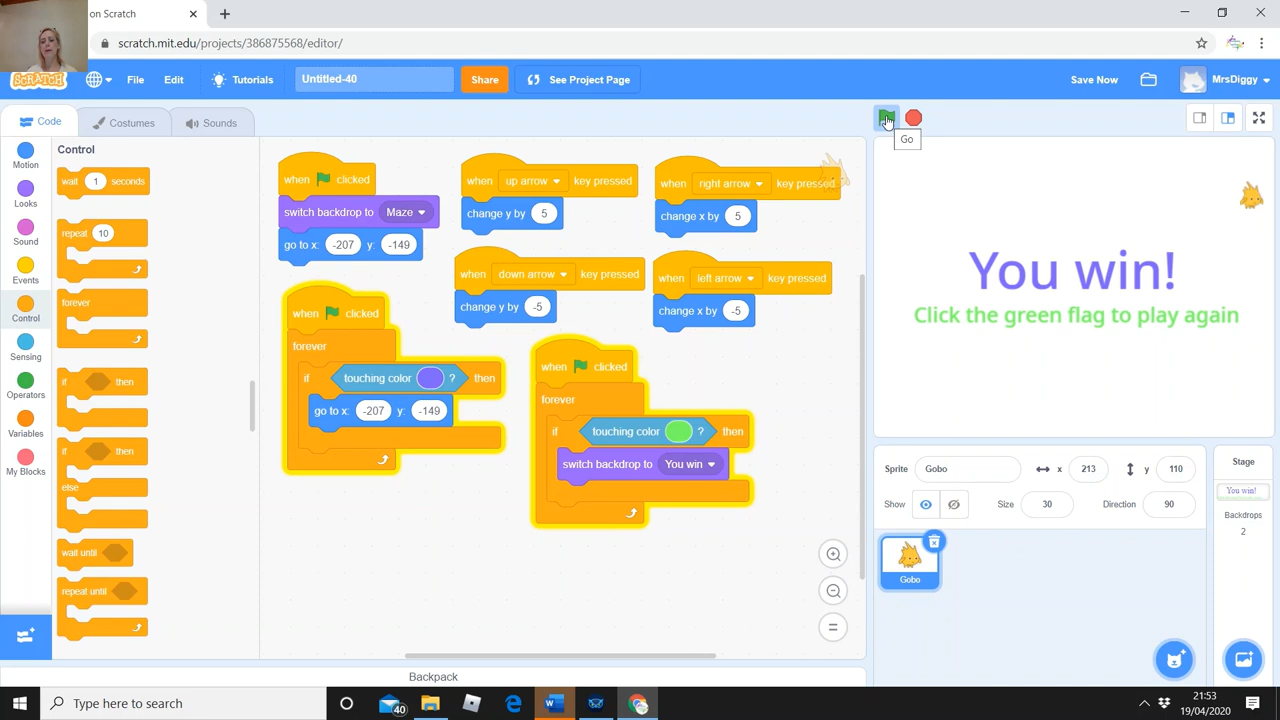 on Scratch
scratch.mit.edu/projects/386875568/editor/
SCRATCH File Edit Tutorials Untitled-40 Share See Project Page Save Now MrsDiggy
Code Costumes Sounds
Go
Motion
Looks
Sound
Events
Control
Sensing
Operators
Variables
My Blocks
Control
wait 1 seconds
repeat 10
forever
if then
if then
else
wait until
repeat until
when clicked
switch backdrop to Maze
go to x: -207 y: -149
when up arrow key pressed
change y by 5
when right arrow key pressed
change x by 5
when down arrow key pressed
change y by -5
when left arrow key pressed
change x by -5
when clicked
forever
if touching color ? then
go to x: -207 y: -149
when clicked
forever
if touching color ? then
switch backdrop to You win
You win!
Click the green flag to play again
Sprite Gobo x 213 y 110
Show Size 30 Direction 90
Gobo
Stage
You win!
Backdrops
2
Backpack
Type here to search
40
21:53
19/04/2020